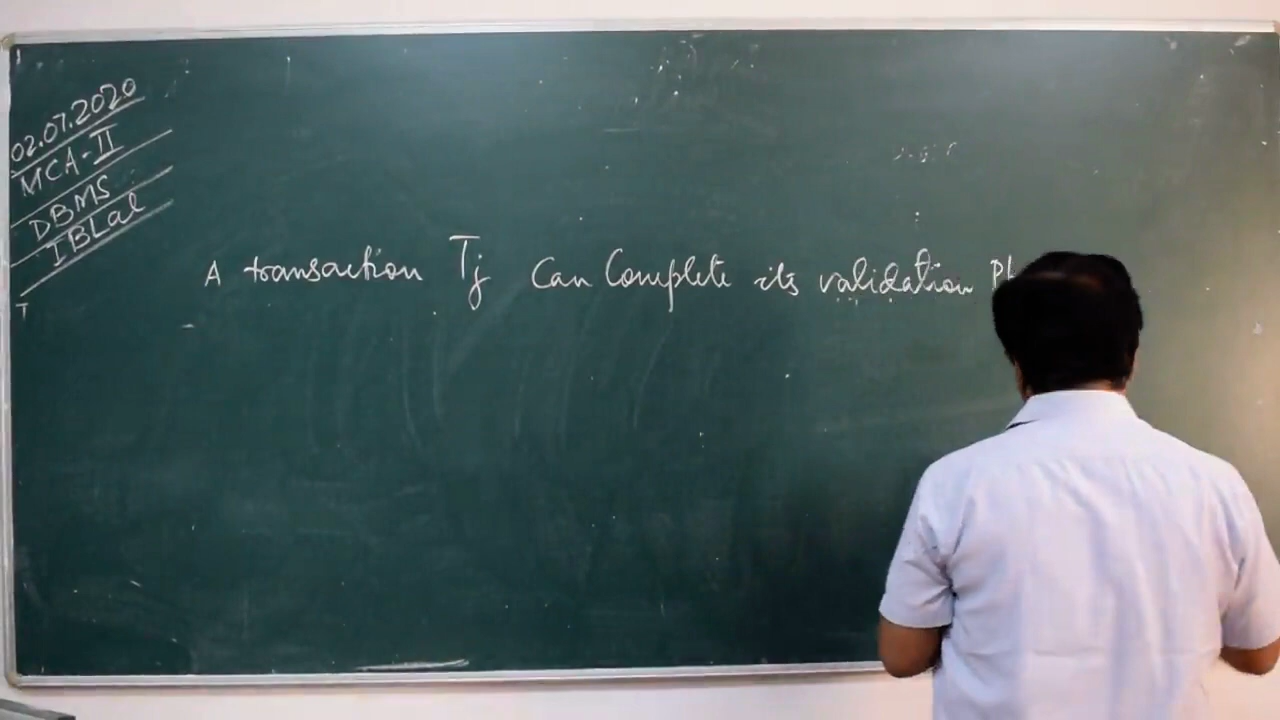 02.07.2020
MCA-II
DBMS
IBLal
T
A transaction Tj Can Complete its validation